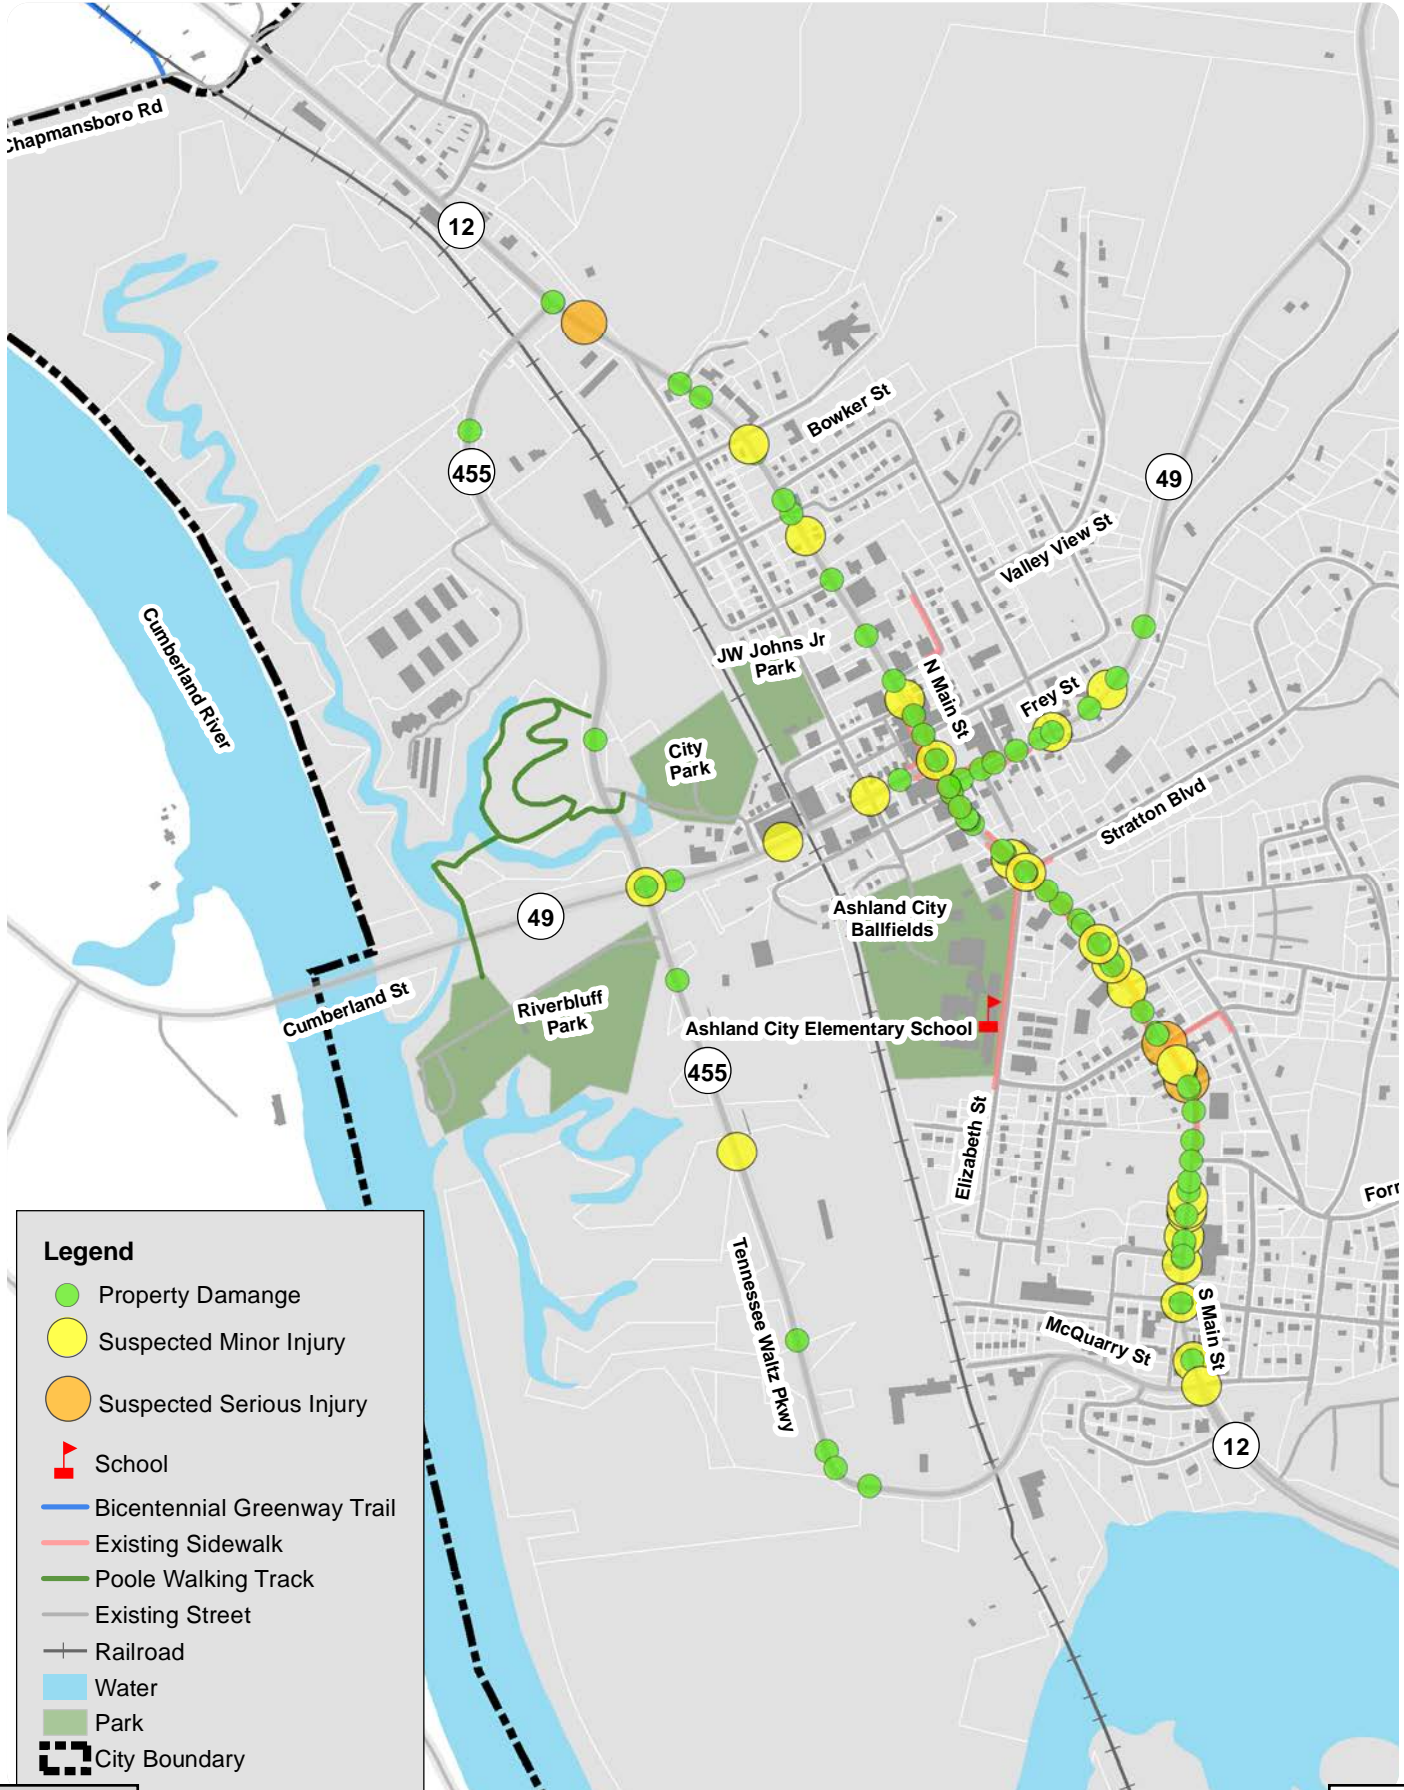 Chapmansboro Rd
12
Bowker St
455
49
Valley View St
Cumberland River
JW Johns Jr
Park
N Main St
Frey St
City
Park
Stratton Blvd
Ashland City
Ballfields
49
Cumberland St
Riverbluff
Park
Ashland City Elementary School
455
Elizabeth St
Forr
Tennessee Waltz Pkwy
S Main St
McQuarry St
12
Legend
Property Damange
Suspected Minor Injury
Suspected Serious Injury
School
Bicentennial Greenway Trail
Existing Sidewalk
Poole Walking Track
Existing Street
Railroad
Water
Park
City Boundary